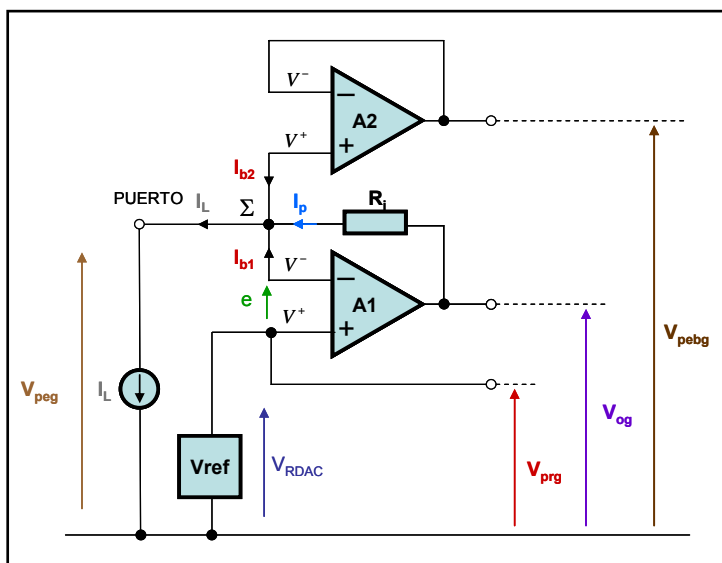 V⁻
A2
V⁺
I_b2
PUERTO
I_L
Σ
I_p
R_i
I_b1
V⁻
e
A1
V⁺
V_peg
I_L
Vref
V_RDAC
V_prg
V_og
V_pebg